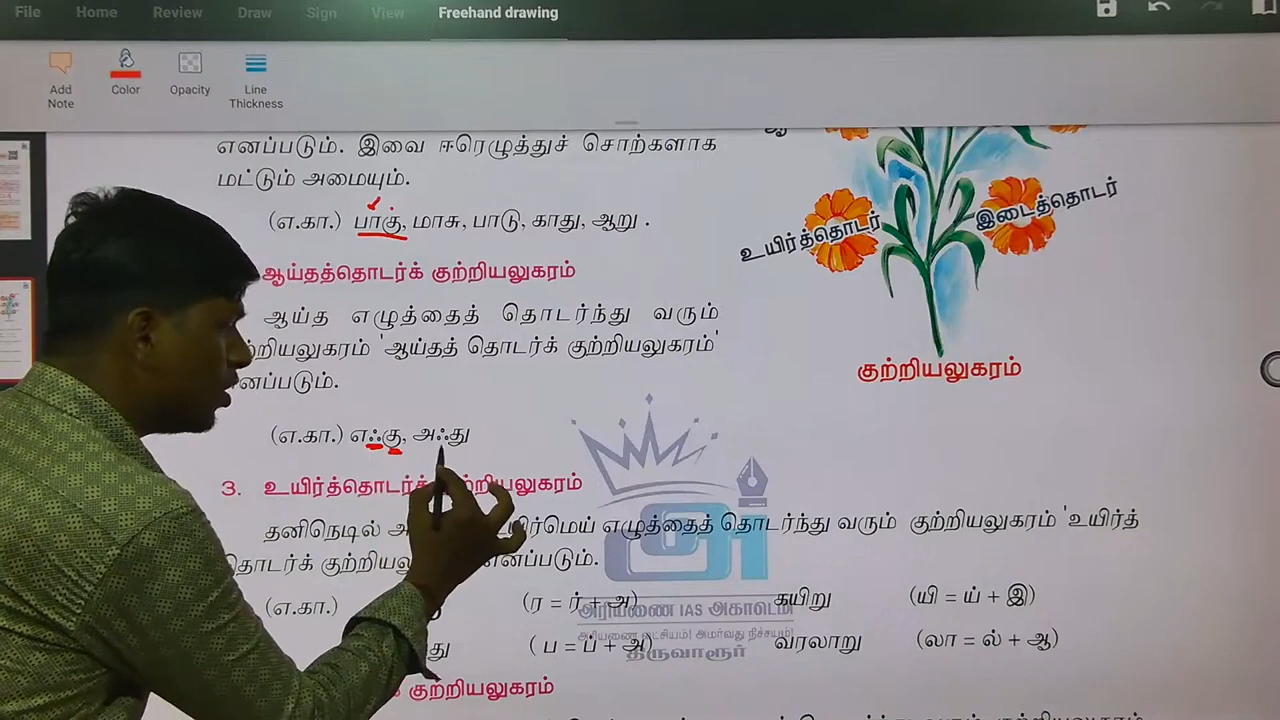 File Home Review Draw Sign View Freehand drawing
Add Note Color Opacity Line Thickness
எனப்படும். இவை ஈரெழுத்துச் சொற்களாக
மட்டும் அமையும்.
(எ.கா.) பாகு, மாசு, பாடு, காது, ஆறு .
ஆய்தத்தொடர்க் குற்றியலுகரம்
ஆய்த எழுத்தைத் தொடர்ந்து வரும்
'ஆய்தத் தொடர்க் குற்றியலுகரம்'
(எ.கா.) எஃகு, அஃது
உயிர்த்தொடர்
இடைத்தொடர்
குற்றியலுகரம்
3. உயிர்த்தொடர்க்
தனிநெடில் எழுத்தைத் தொடர்ந்து வரும் குற்றியலுகரம் 'உயிர்த்
எனப்படும்.
(எ.கா.) (ர = ர் + அ) கயிறு (யி = ய் + இ)
( ப = ப் + அ) வரலாறு (லா = ல் + ஆ)
அரியணை IAS அகாடெமி
அரியணை லட்சியம்! அமர்வது நிச்சயம்!
திருவாரூர்
குற்றியலுகரம்